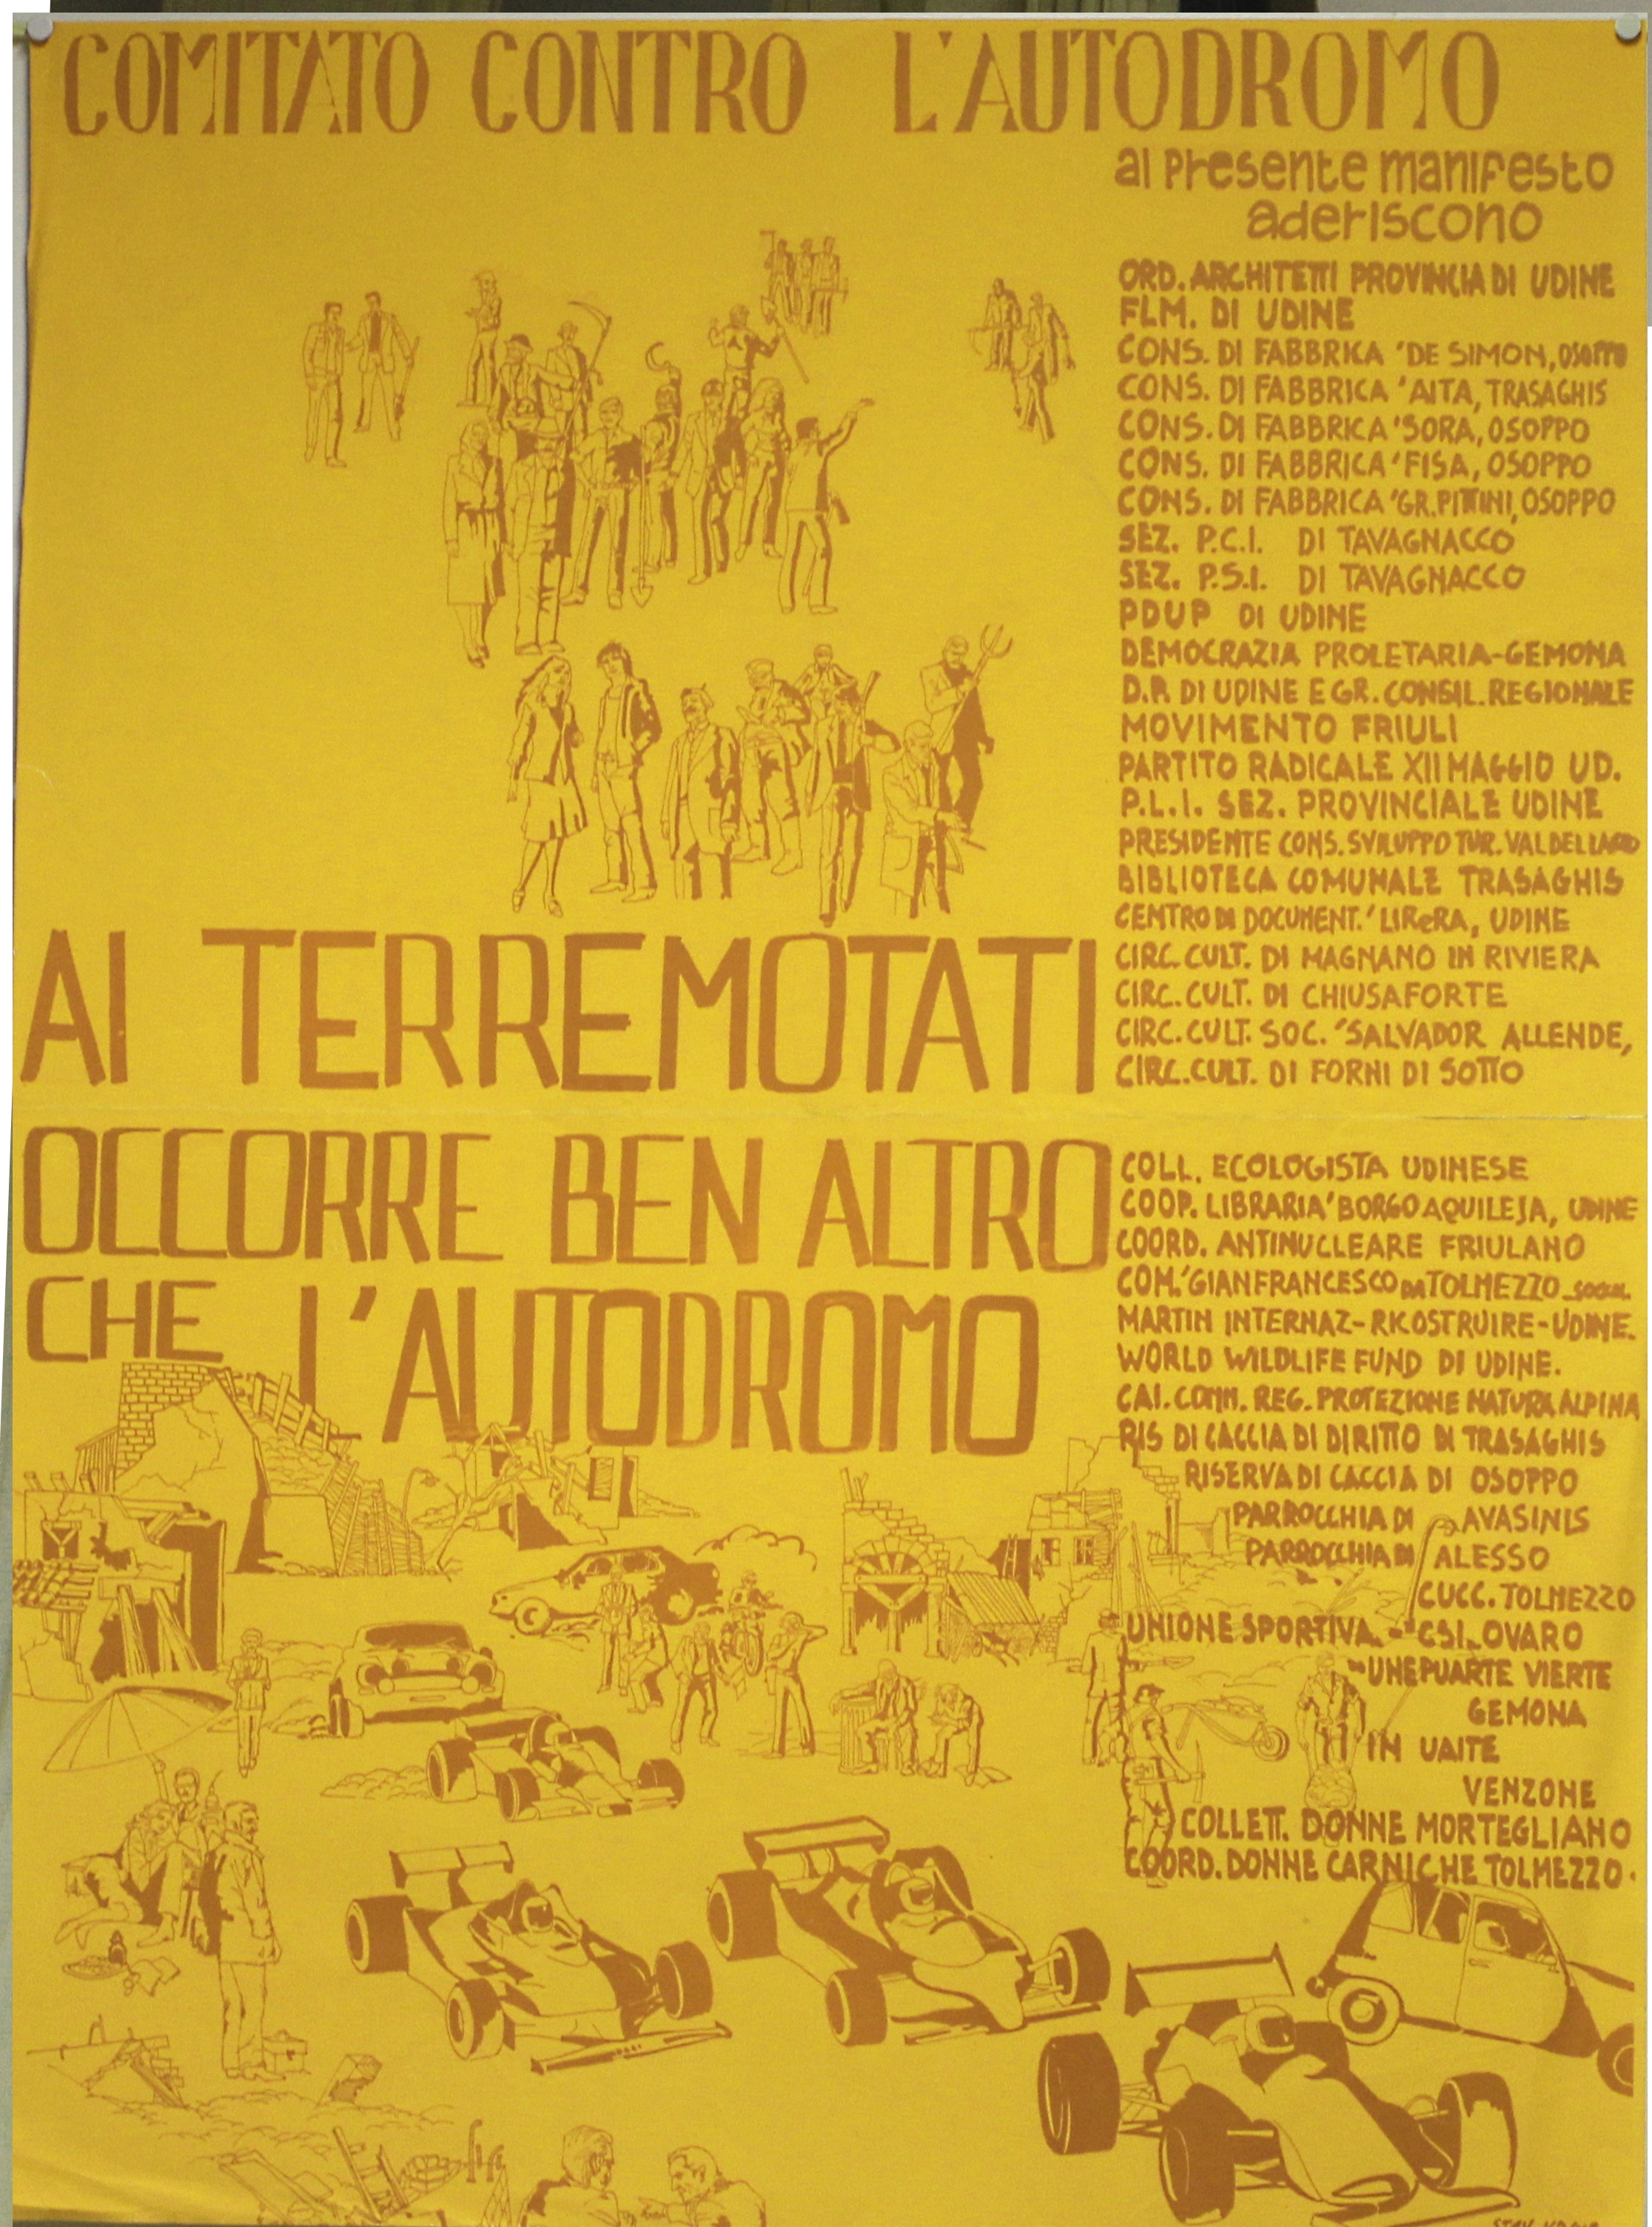 COMITATO CONTRO L'AUTODROMO
al presente manifesto
aderiscono
ORD. ARCHITETTI PROVINCIA DI UDINE
FLM. DI UDINE
CONS. DI FABBRICA 'DE SIMON, OSOPPO
CONS. DI FABBRICA 'AITA, TRASAGHIS
CONS. DI FABBRICA 'SORA, OSOPPO
CONS. DI FABBRICA 'FISA, OSOPPO
CONS. DI FABBRICA 'GR. PITTINI, OSOPPO
SEZ. P.C.I. DI TAVAGNACCO
SEZ. P.S.I. DI TAVAGNACCO
PDUP DI UDINE
DEMOCRAZIA PROLETARIA-GEMONA
D.P. DI UDINE E GR. CONSIL. REGIONALE
MOVIMENTO FRIULI
PARTITO RADICALE XII MAGGIO UD.
P.L.I. SEZ. PROVINCIALE UDINE
PRESIDENTE CONS. SVILUPPO TUR. VAL DEL LAGO
BIBLIOTECA COMUNALE TRASAGHIS
CENTRO DI DOCUMENT. 'LIReRA, UDINE
CIRC. CULT. DI MAGNANO IN RIVIERA
CIRC. CULT. DI CHIUSAFORTE
CIRC. CULT. SOC. "SALVADOR ALLENDE,
CIRC. CULT. DI FORNI DI SOTTO
AI TERREMOTATI
OCCORRE BEN ALTRO
CHE L'AUTODROMO
COLL. ECOLOGISTA UDINESE
COOP. LIBRARIA 'BORGO AQUILEJA, UDINE
COORD. ANTINUCLEARE FRIULANO
COM. 'GIANFRANCESCO DA TOLMEZZO
MARTIN INTERNAZ-RICOSTRUIRE-UDINE.
WORLD WILDLIFE FUND DI UDINE.
CAI. COMM. REG. PROTEZIONE NATURA ALPINA
RIS DI CACCIA DI DIRITTO DI TRASAGHIS
RISERVA DI CACCIA DI OSOPPO
PARROCCHIA DI AVASINIS
PARROCCHIA DI ALESSO
CUCC. TOLMEZZO
UNIONE SPORTIVA - "CSI. OVARO
"UNE PUARTE VIERTE
GEMONA
IN UAITE
VENZONE
COLLETT. DONNE MORTEGLIANO
COORD. DONNE CARNICHE TOLMEZZO.